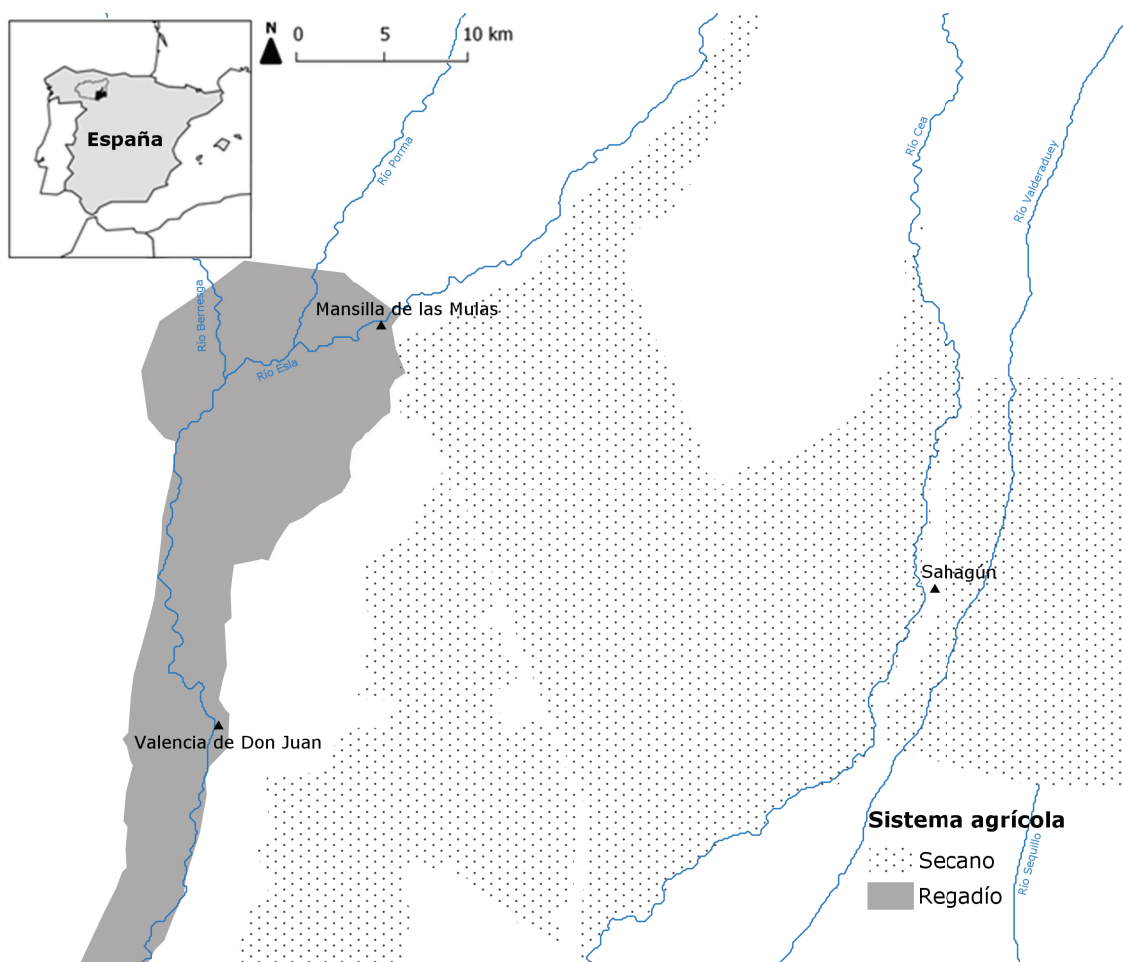 N
0
5
10 km
España
Río Porma
Río Cea
Río Valderaduey
Río Bernesga
Mansilla de las Mulas
Río Esla
Sahagún
Valencia de Don Juan
Sistema agrícola
Secano
Regadío
Río Sequillo